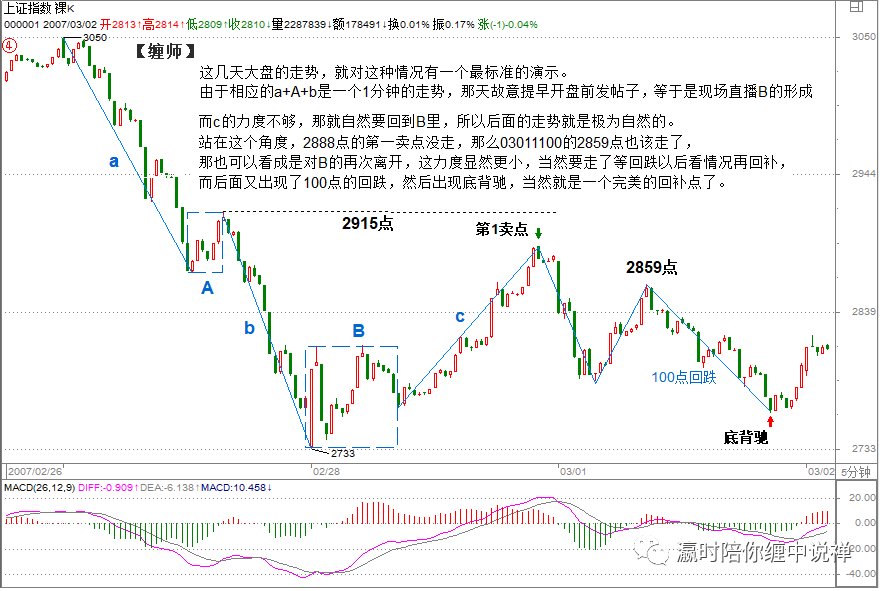 上证指数 裸K
000001 2007/03/02 开2813↑高2814↑低2809↑收2810↓量2287839↓额178491↓换0.01% 振0.17% 涨(-1)-0.04%
④
3050
3050
【缠师】
这几天大盘的走势，就对这种情况有一个最标准的演示。
由于相应的a+A+b是一个1分钟的走势，那天故意提早开盘前发帖子，等于是现场直播B的形成
而c的力度不够，那就自然要回到B里，所以后面的走势就是极为自然的。
站在这个角度，2888点的第一卖点没走，那么03011100的2859点也该走了，
那也可以看成是对B的再次离开，这力度显然更小，当然要走了等回跌以后看情况再回补，
而后面又出现了100点的回跌，然后出现底背驰，当然就是一个完美的回补点了。
a
2944
2915点
第1卖点
2859点
A
b
B
c
2839
100点回跌
底背驰
2733
2733
2007/02/26
02/28
03/01
03/02
5分钟
MACD(26,12,9) DIFF:-0.909↑DEA:-6.138↑MACD:10.458↓
20.00
0.00
-20.00
-40.00
瀛时陪你缠中说禅